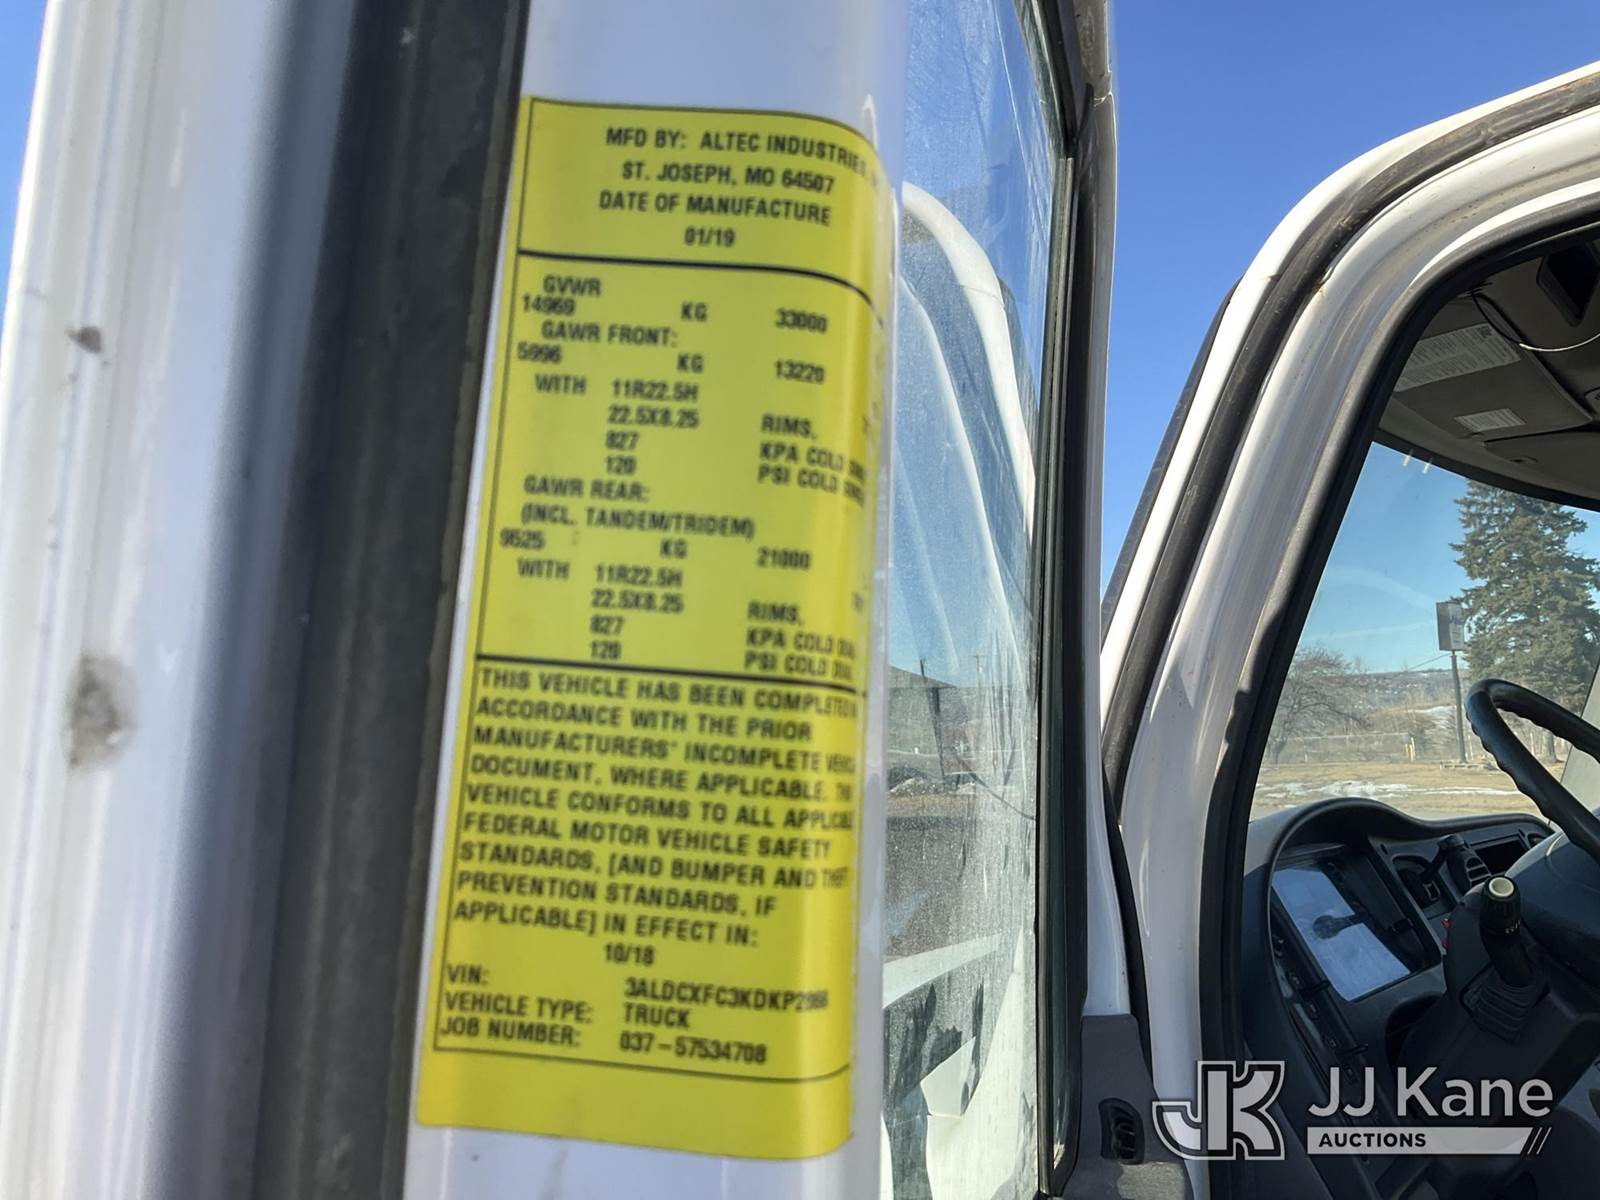 MFD BY: ALTEC INDUSTRIES
ST. JOSEPH, MO 64507
DATE OF MANUFACTURE
01/19
GVWR
14969 KG 33000
GAWR FRONT:
5996 KG 13220
WITH 11R22.5H
22.5X8.25 RIMS,
827 KPA COLD
120 PSI COLD
GAWR REAR:
(INCL. TANDEM/TRIDEM)
9525 KG 21000
WITH 11R22.5H
22.5X8.25 RIMS,
827 KPA COLD DUAL
120 PSI COLD DUAL
THIS VEHICLE HAS BEEN COMPLETED
ACCORDANCE WITH THE PRIOR
MANUFACTURERS' INCOMPLETE
DOCUMENT, WHERE APPLICABLE.
VEHICLE CONFORMS TO ALL
FEDERAL MOTOR VEHICLE SAFETY
STANDARDS, [AND BUMPER AND THEFT
PREVENTION STANDARDS, IF
APPLICABLE] IN EFFECT IN:
10/18
VIN:
VEHICLE TYPE: TRUCK
JOB NUMBER: 037-57534708
JK JJ Kane
AUCTIONS